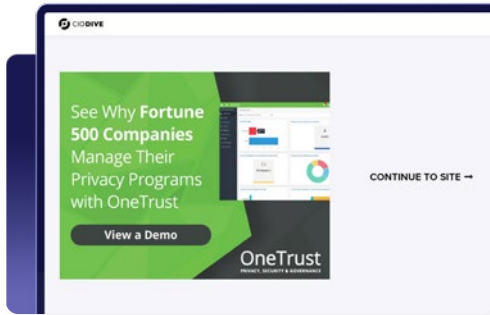 CIODIVE
See Why Fortune
500 Companies
Manage Their
Privacy Programs
with OneTrust
View a Demo
OneTrust
PRIVACY, SECURITY & GOVERNANCE
CONTINUE TO SITE →